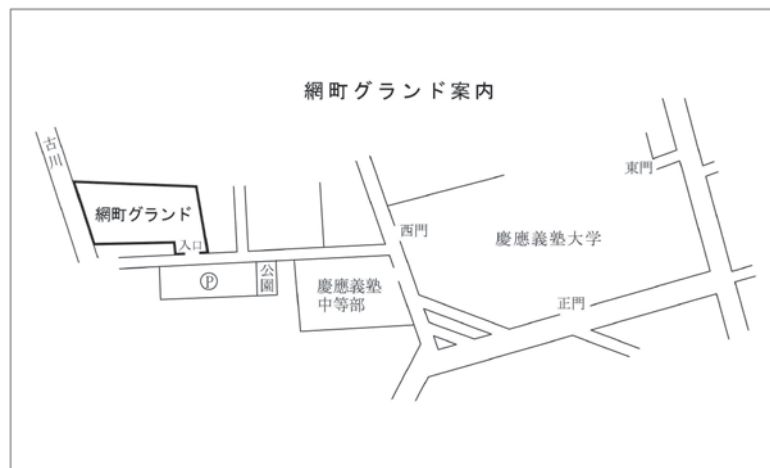 網町グランド案内
古川
網町グランド
入口
Ⓟ
公園
慶應義塾
中等部
西門
慶應義塾大学
東門
正門